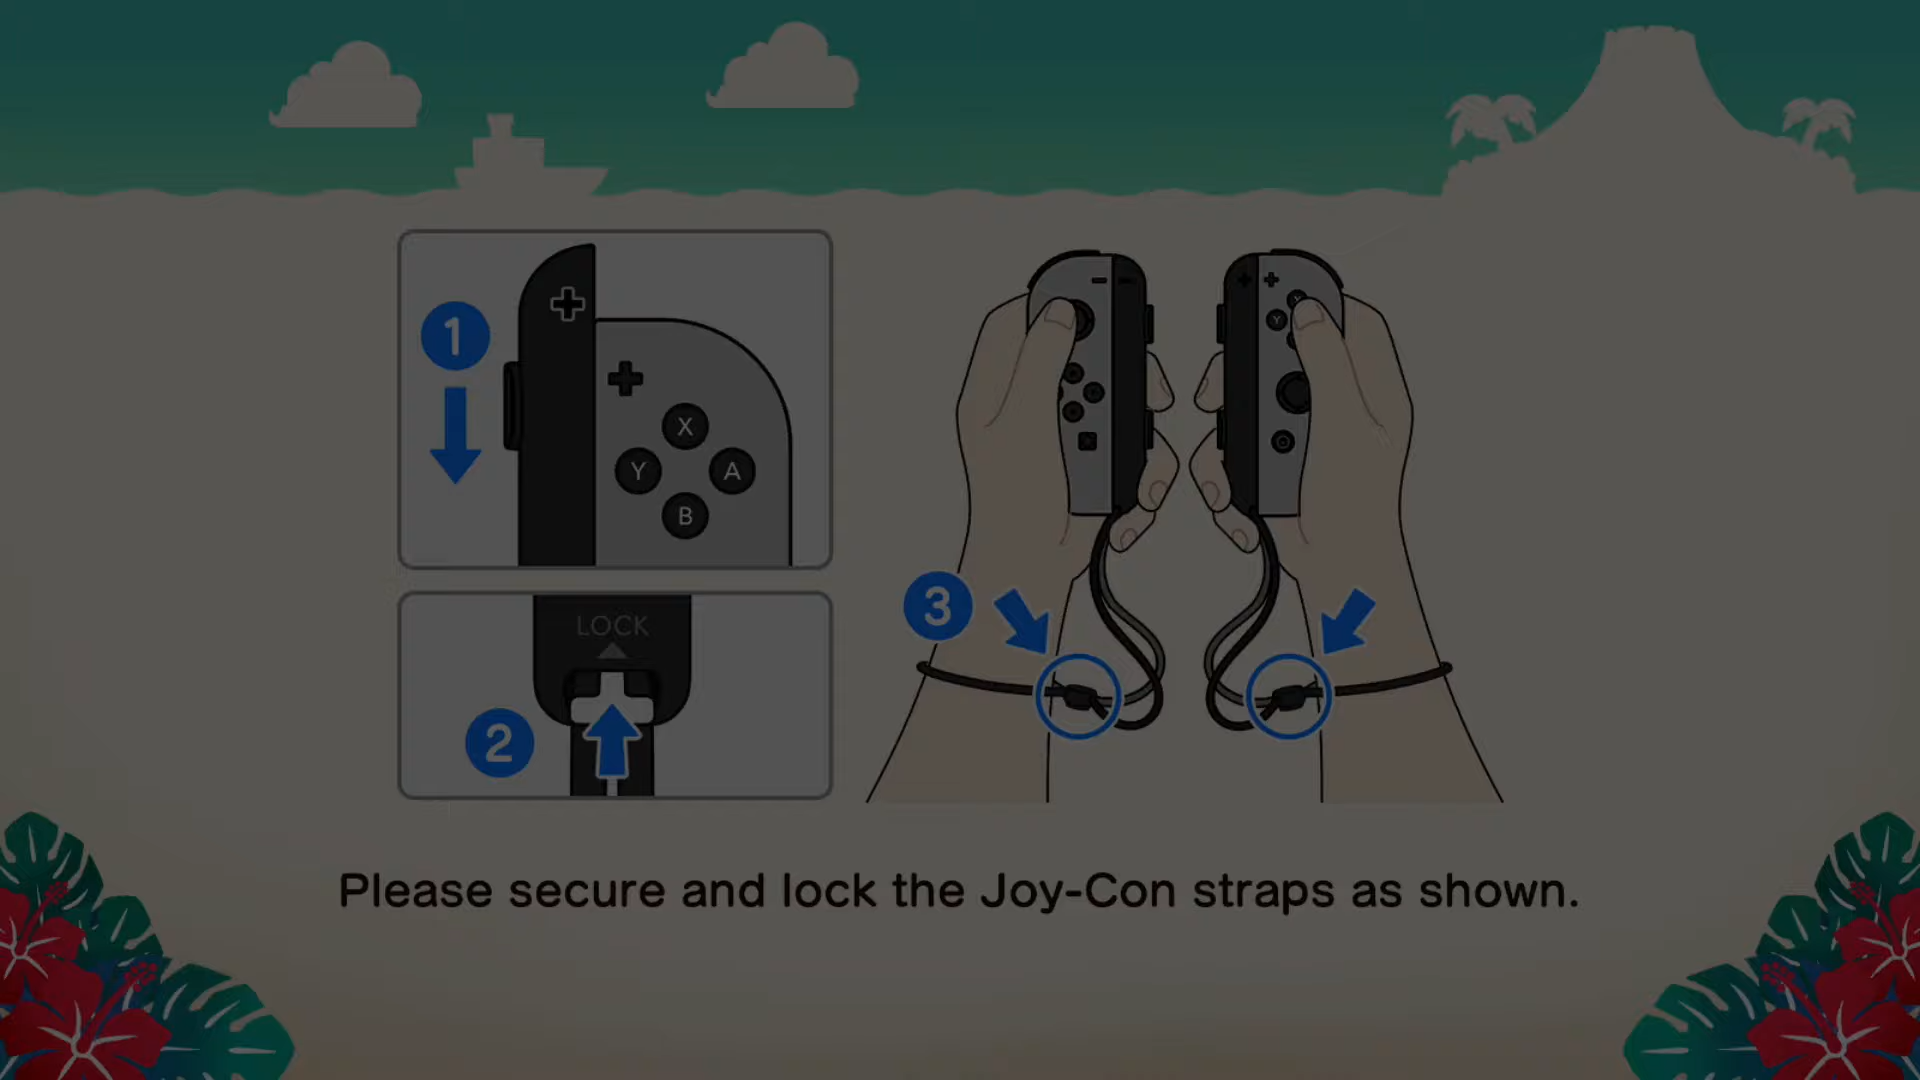 1
X
Y
A
B
LOCK
2
3
Y
Please secure and lock the Joy-Con straps as shown.